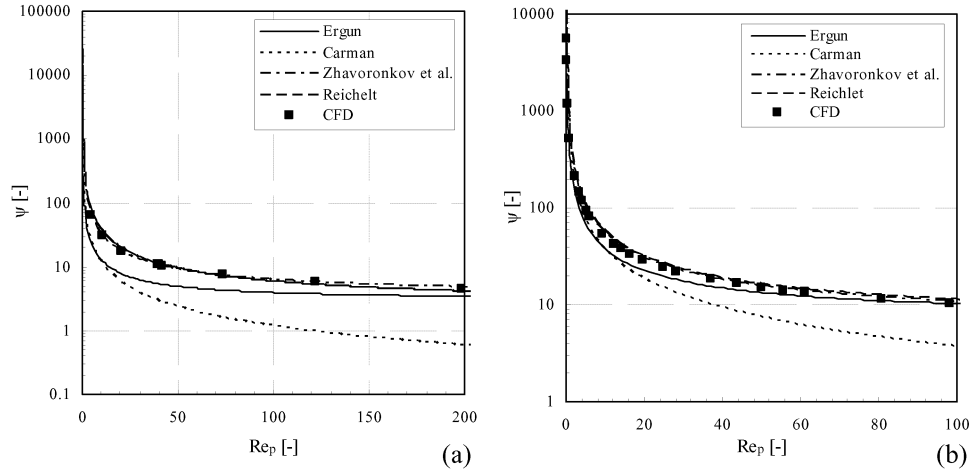 100000
10000
1000
100
10
1
0.1
ψ [-]
0
50
100
150
200
Reₚ [-]
Ergun
Carman
Zhavoronkov et al.
Reichelt
CFD
(a)
10000
1000
100
10
1
ψ [-]
0
20
40
60
80
100
Reₚ [-]
Ergun
Carman
Zhavoronkov et al.
Reichlet
CFD
(b)